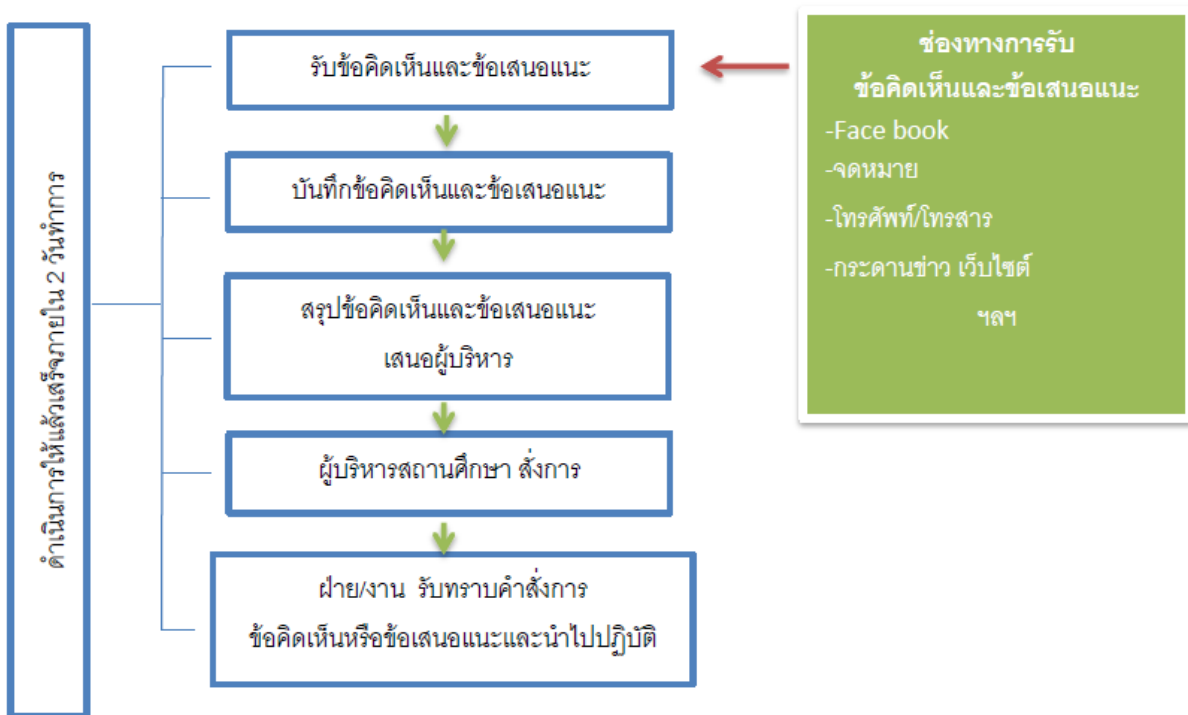 ดำเนินการให้แล้วเสร็จภายใน 2 วันทำการ
รับข้อคิดเห็นและข้อเสนอแนะ
บันทึกข้อคิดเห็นและข้อเสนอแนะ
สรุปข้อคิดเห็นและข้อเสนอแนะ
เสนอผู้บริหาร
ผู้บริหารสถานศึกษา สั่งการ
ฝ่าย/งาน รับทราบคำสั่งการ
ข้อคิดเห็นหรือข้อเสนอแนะและนำไปปฏิบัติ
ช่องทางการรับ
ข้อคิดเห็นและข้อเสนอแนะ
-Face book
-จดหมาย
-โทรศัพท์/โทรสาร
-กระดานข่าว เว็บไซต์
ฯลฯ